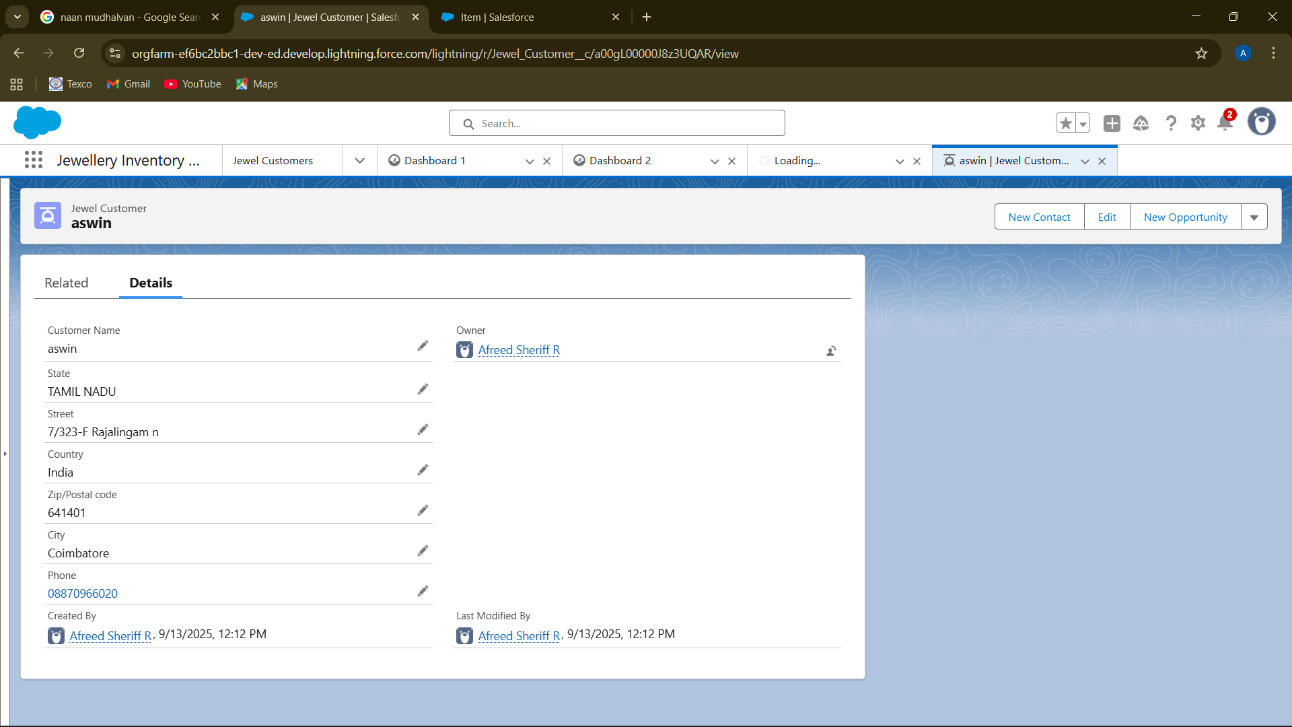 naan mudhalvan - Google Sear
aswin | Jewel Customer | Salesf
Item | Salesforce
orgfarm-ef6bc2bbc1-dev-ed.develop.lightning.force.com/lightning/r/Jewel_Customer__c/a00gL00000J8z3UQAR/view
A
Texco
Gmail
YouTube
Maps
Search...
2
Jewellery Inventory ...
Jewel Customers
Dashboard 1
Dashboard 2
Loading...
aswin | Jewel Custom...
Jewel Customer
aswin
New Contact
Edit
New Opportunity
Related
Details
Customer Name
aswin
Owner
Afreed Sheriff R
State
TAMIL NADU
Street
7/323-F Rajalingam n
Country
India
Zip/Postal code
641401
City
Coimbatore
Phone
08870966020
Created By
Afreed Sheriff R, 9/13/2025, 12:12 PM
Last Modified By
Afreed Sheriff R, 9/13/2025, 12:12 PM